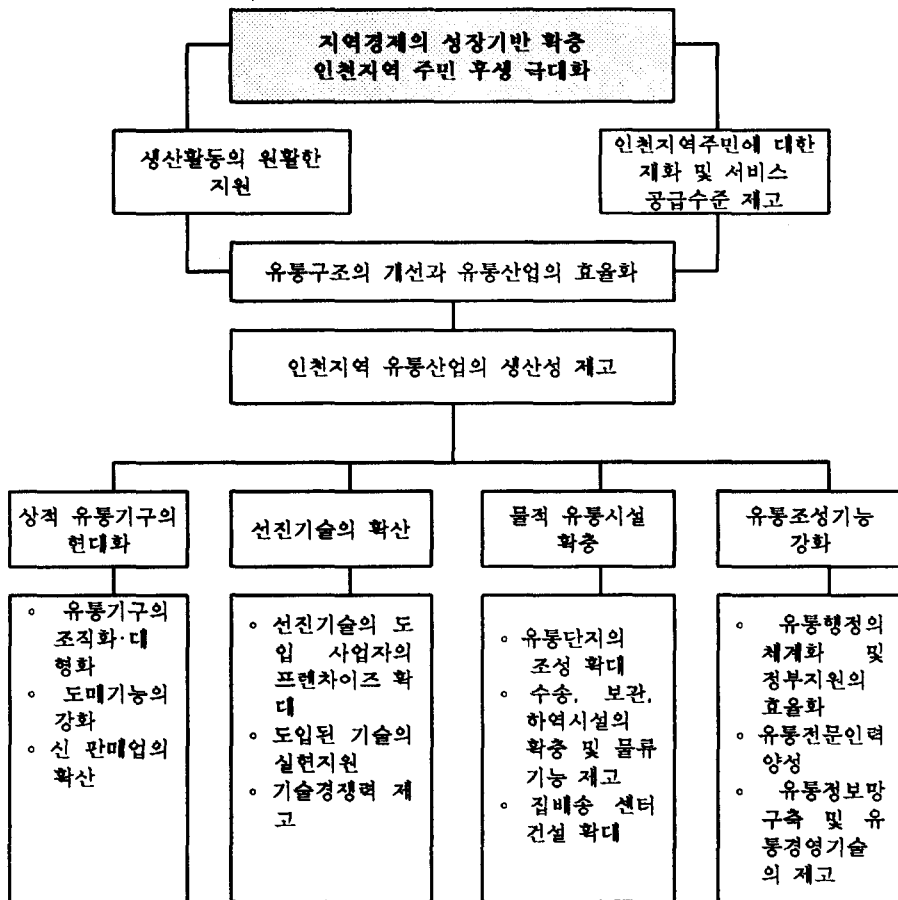 지역경제의 성장기반 확충
인천지역 주민 후생 극대화
생산활동의 원활한
지원
인천지역주민에 대한
재화 및 서비스
공급수준 제고
유통구조의 개선과 유통산업의 효율화
인천지역 유통산업의 생산성 제고
상적 유통기구의
현대화
선진기술의 확산
물적 유통시설
확충
유통조성기능
강화
◦ 유통기구의
조직화·대
형화
◦ 도매기능의
강화
◦ 신 판매업의
확산
◦ 선진기술의 도
입 사업자의
프렌차이즈 확
대
◦ 도입된 기술의
실현지원
◦ 기술경쟁력 제
고
◦ 유통단지의
조성 확대
◦ 수송, 보관,
하역시설의
확충 및 물류
기능 제고
◦ 집배송 센터
건설 확대
◦ 유통행정의
체계화 및
정부지원의
효율화
◦ 유통전문인력
양성
◦ 유통정보망
구축 및 유
통경영기술
의 제고